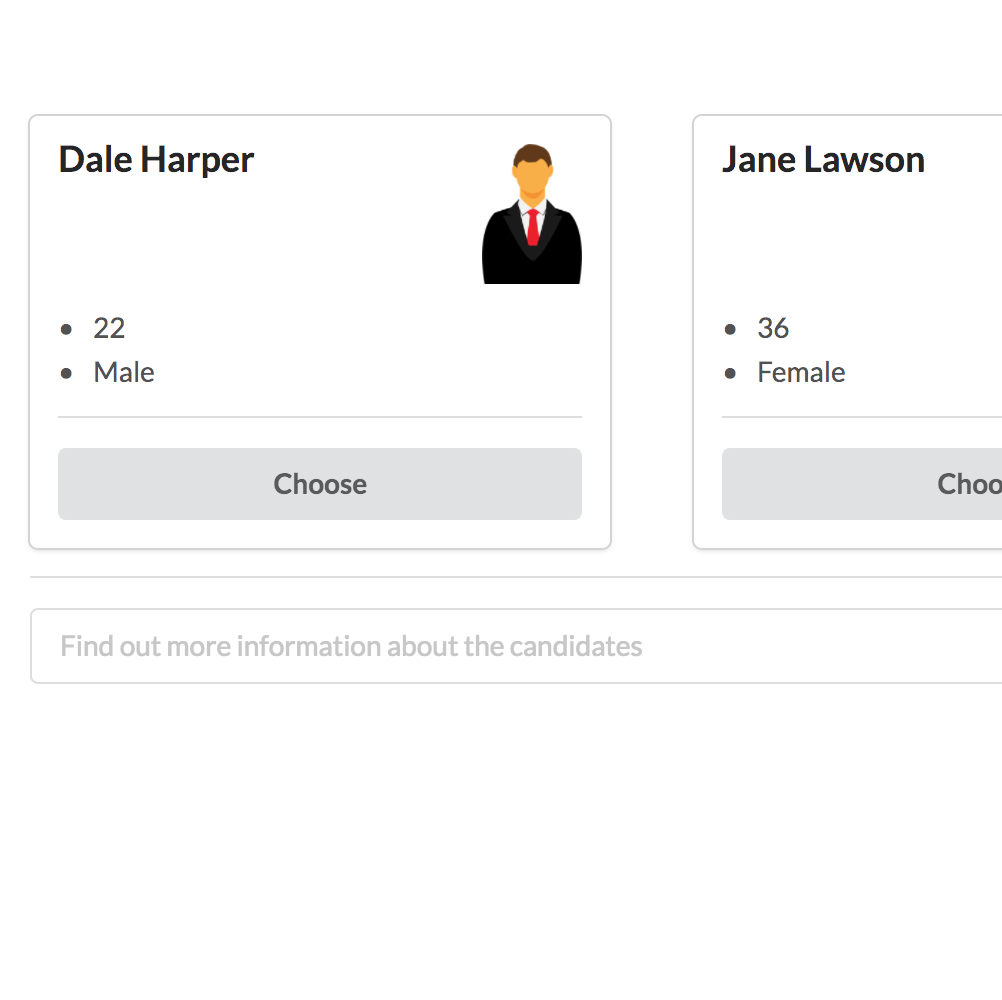 Dale Harper
22
Male
Choose
Jane Lawson
36
Female
Choo
Find out more information about the candidates